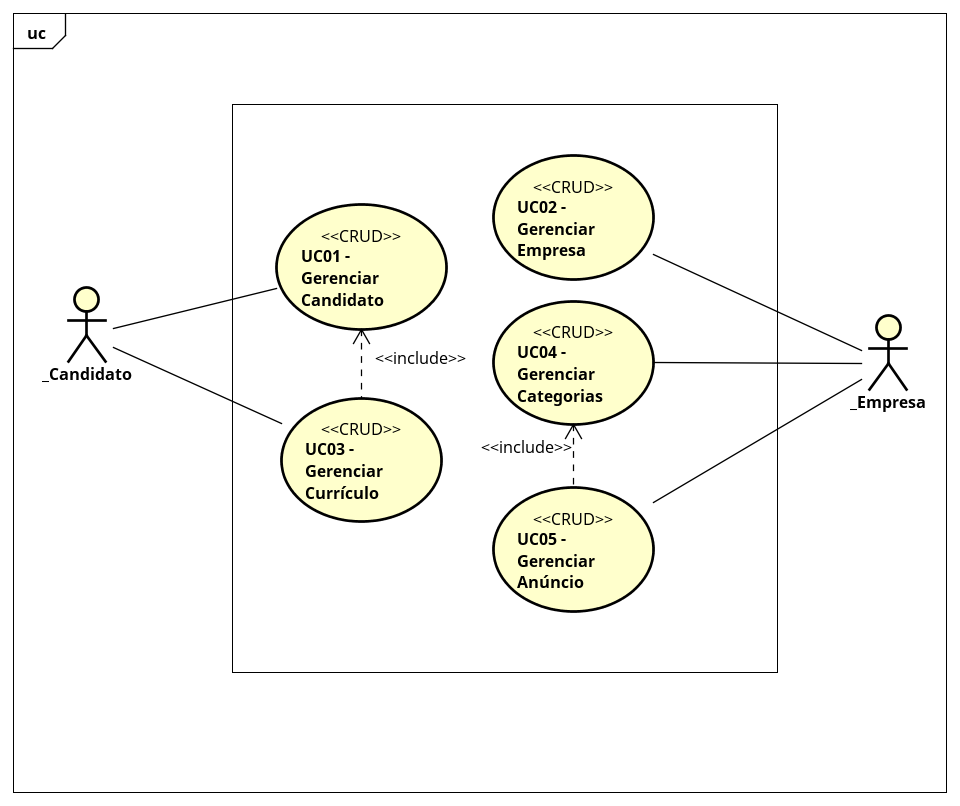 uc
<<CRUD>>
UC01 -
Gerenciar
Candidato
<<include>>
<<CRUD>>
UC03 -
Gerenciar
Currículo
<<CRUD>>
UC02 -
Gerenciar
Empresa
<<CRUD>>
UC04 -
Gerenciar
Categorias
<<include>>
<<CRUD>>
UC05 -
Gerenciar
Anúncio
_Candidato
_Empresa